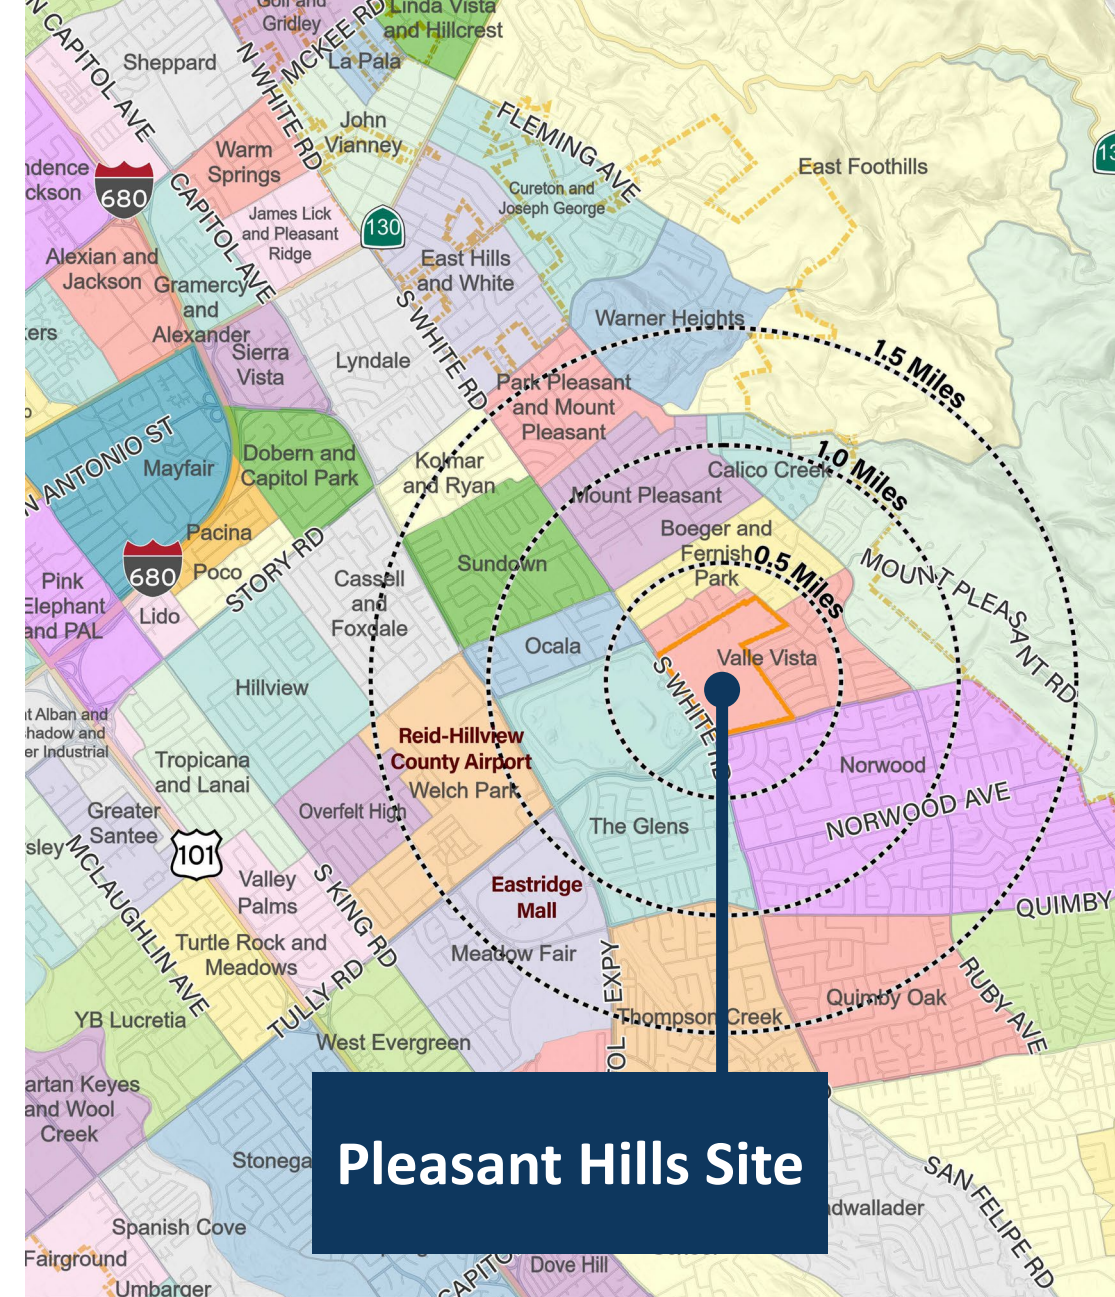 Golf and
Gridley
Linda Vista
and Hillcrest
N CAPITOL AVE
Sheppard
N WHITE RD
MCKEE RD
La Pala
John
Vianney
FLEMING AVE
East Foothills
Warm
Springs
680
CAPITOL AVE
James Lick
and Pleasant
Ridge
130
Cureton and
Joseph George
East Hills
and White
Alexian and
Jackson
Gramercy
and
Alexander
Warner Heights
S WHITE RD
Sierra
Vista
Lyndale
1.5 Miles
Park Pleasant
and Mount
Pleasant
Mayfair
Dobern and
Capitol Park
Kolmar
and Ryan
Mount Pleasant
Calico Creek
1.0 Miles
Pacina
Boeger and
Fernish
Park
0.5 Miles
MOUNT PLEASANT RD
680
Poco
STORY RD
Sundown
Pink
Elephant
and PAL
Lido
Cassell
and
Foxdale
Ocala
Valle Vista
S WHITE RD
Hillview
Reid-Hillview
County Airport
Welch Park
Tropicana
and Lanai
Norwood
NORWOOD AVE
Greater
Santee
Overfelt High
The Glens
101
MCLAUGHLIN AVE
Valley
Palms
S KING RD
Eastridge
Mall
QUIMBY
Turtle Rock and
Meadows
Meadow Fair
EXPY
RUBY AVE
TULLY RD
Quimby Oak
YB Lucretia
West Evergreen
Thompson Creek
and Wool
Creek
Pleasant Hills Site
SAN FELIPE RD
Spanish Cove
Fairground
Dove Hill
Umbarger